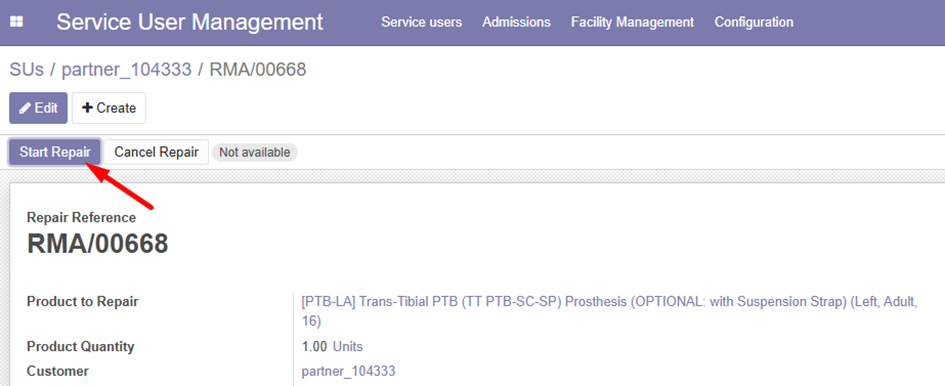 Service User Management Service users Admissions Facility Management Configuration
SUs / partner_104333 / RMA/00668
Edit + Create
Start Repair Cancel Repair Not available
Repair Reference
RMA/00668
Product to Repair [PTB-LA] Trans-Tibial PTB (TT PTB-SC-SP) Prosthesis (OPTIONAL: with Suspension Strap) (Left, Adult,
16)
Product Quantity 1.00 Units
Customer partner_104333